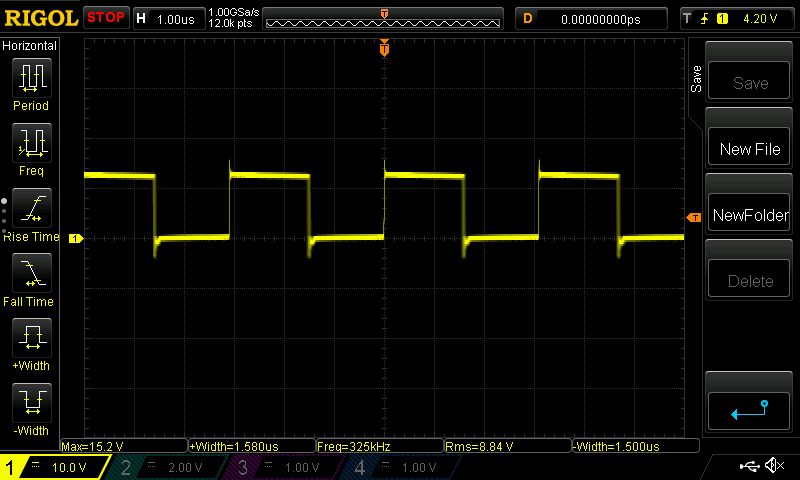 RIGOL STOP H 1.00us 1.00GSa/s D 0.00000000ps T 1 4.20 V
12.0k pts
T
T
Horizontal
Save
Save
Period
New File
Freq
NewFolder
Rise Time
T
1
Delete
Fall Time
+Width
-Width
Max=15.2 V +Width=1.580us Freq=325kHz Rms=8.84 V -Width=1.500us
1 10.0 V 2 2.00 V 3 1.00 V 4 1.00 V